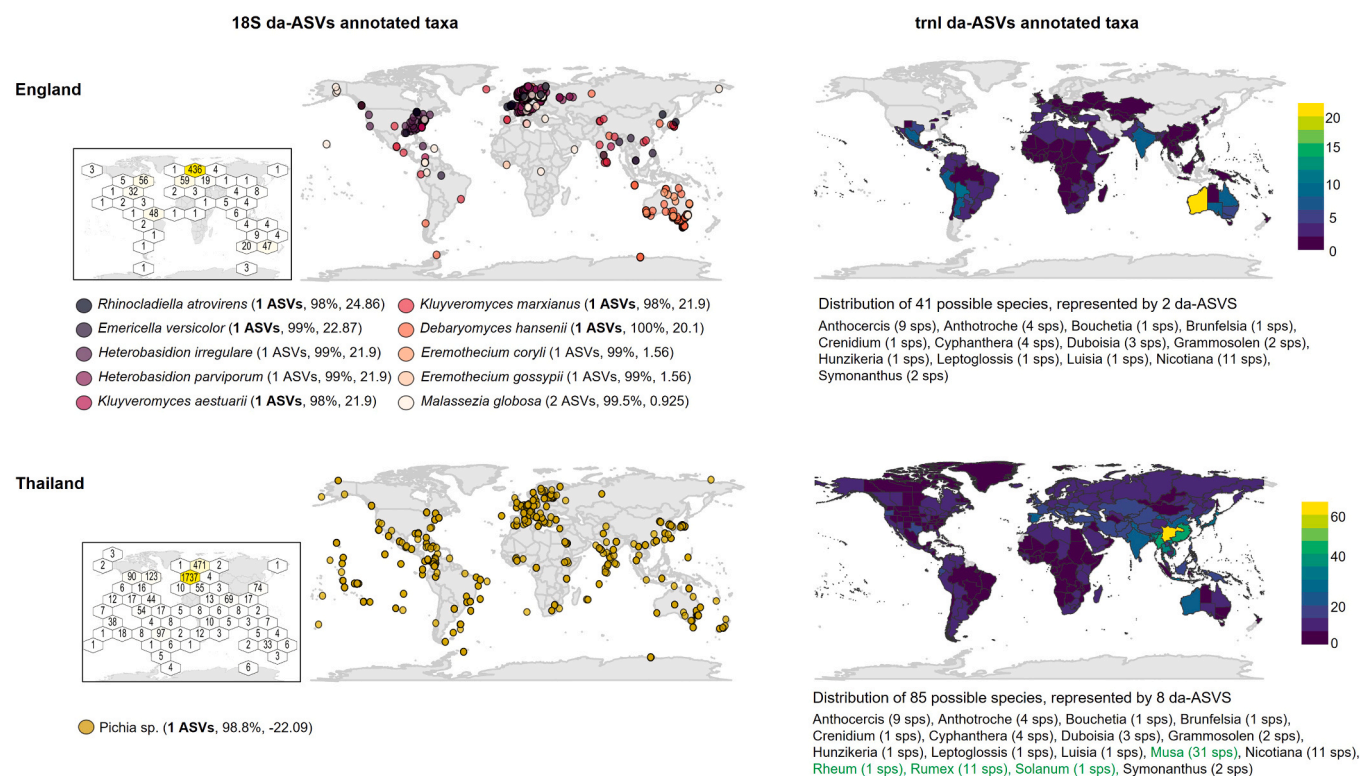 18S da-ASVs annotated taxa
trnl da-ASVs annotated taxa
England
3 1 436 4 1
5 56 59 19 1 1
1 32 2 3 4 8
1 2 3 1 5 4
48 1 1 6
2 4 4
1 9 4
1 20 47
1 3
20
15
10
5
0
Rhinocladiella atrovirens (1 ASVs, 98%, 24.86)
Emericella versicolor (1 ASVs, 99%, 22.87)
Heterobasidion irregulare (1 ASVs, 99%, 21.9)
Heterobasidion parviporum (1 ASVs, 99%, 21.9)
Kluyveromyces aestuarii (1 ASVs, 98%, 21.9)
Kluyveromyces marxianus (1 ASVs, 98%, 21.9)
Debaryomyces hansenii (1 ASVs, 100%, 20.1)
Eremothecium coryli (1 ASVs, 99%, 1.56)
Eremothecium gossypii (1 ASVs, 99%, 1.56)
Malassezia globosa (2 ASVs, 99.5%, 0.925)
Distribution of 41 possible species, represented by 2 da-ASVS
Anthocercis (9 sps), Anthotroche (4 sps), Bouchetia (1 sps), Brunfelsia (1 sps),
Crenidium (1 sps), Cyphanthera (4 sps), Duboisia (3 sps), Grammosolen (2 sps),
Hunzikeria (1 sps), Leptoglossis (1 sps), Luisia (1 sps), Nicotiana (11 sps),
Symonanthus (2 sps)
Thailand
3
2 1 471 2 1
90 123 1737 4
6 16 10 55 3 74
12 17 44 13 69 17
7 54 17 5 8 6 8 2
38 4 8 10 5 3 7
1 18 8 97 2 12 3 5 4
1 1 6 1 2 33 6
5 3
4 6
60
40
20
0
Pichia sp. (1 ASVs, 98.8%, -22.09)
Distribution of 85 possible species, represented by 8 da-ASVS
Anthocercis (9 sps), Anthotroche (4 sps), Bouchetia (1 sps), Brunfelsia (1 sps),
Crenidium (1 sps), Cyphanthera (4 sps), Duboisia (3 sps), Grammosolen (2 sps),
Hunzikeria (1 sps), Leptoglossis (1 sps), Luisia (1 sps), Musa (31 sps), Nicotiana (11 sps),
Rheum (1 sps), Rumex (11 sps), Solanum (1 sps), Symonanthus (2 sps)